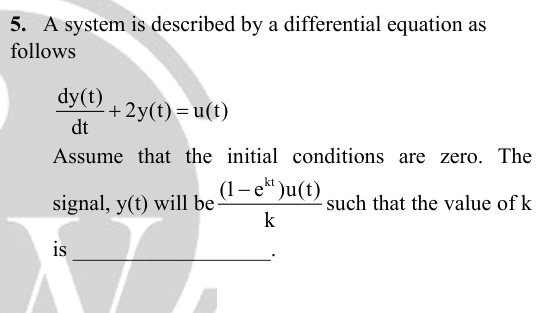 5. A system is described by a differential equation as
follows
dy(t)/dt + 2y(t) = u(t)
Assume that the initial conditions are zero. The
signal, y(t) will be (1 – e^kt)u(t)/k such that the value of k
is ____________________.